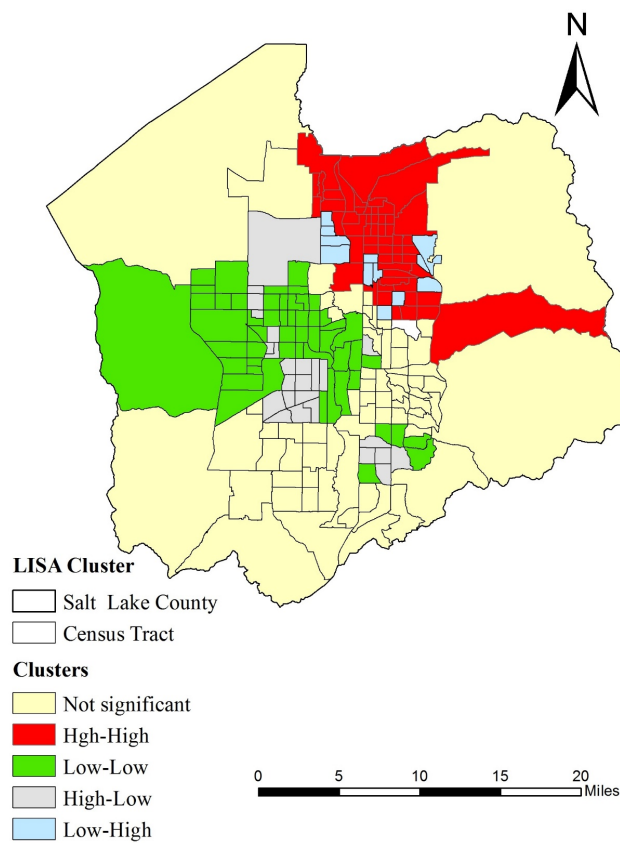 N
LISA Cluster
Salt Lake County
Census Tract
Clusters
Not significant
Hgh-High
Low-Low
High-Low
Low-High
0 5 10 15 20
Miles